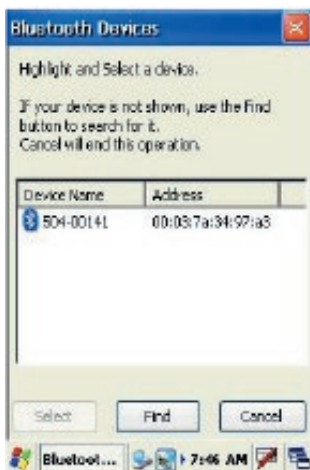 Bluetooth Devices
Highlight and Select a device.
If your device is not shown, use the Find
button to search for it.
Cancel will end this operation.
Device Name Address
504-00141 00:03:7a:34:97:a3
Select Find Cancel
Bluetoot... 7:46 AM